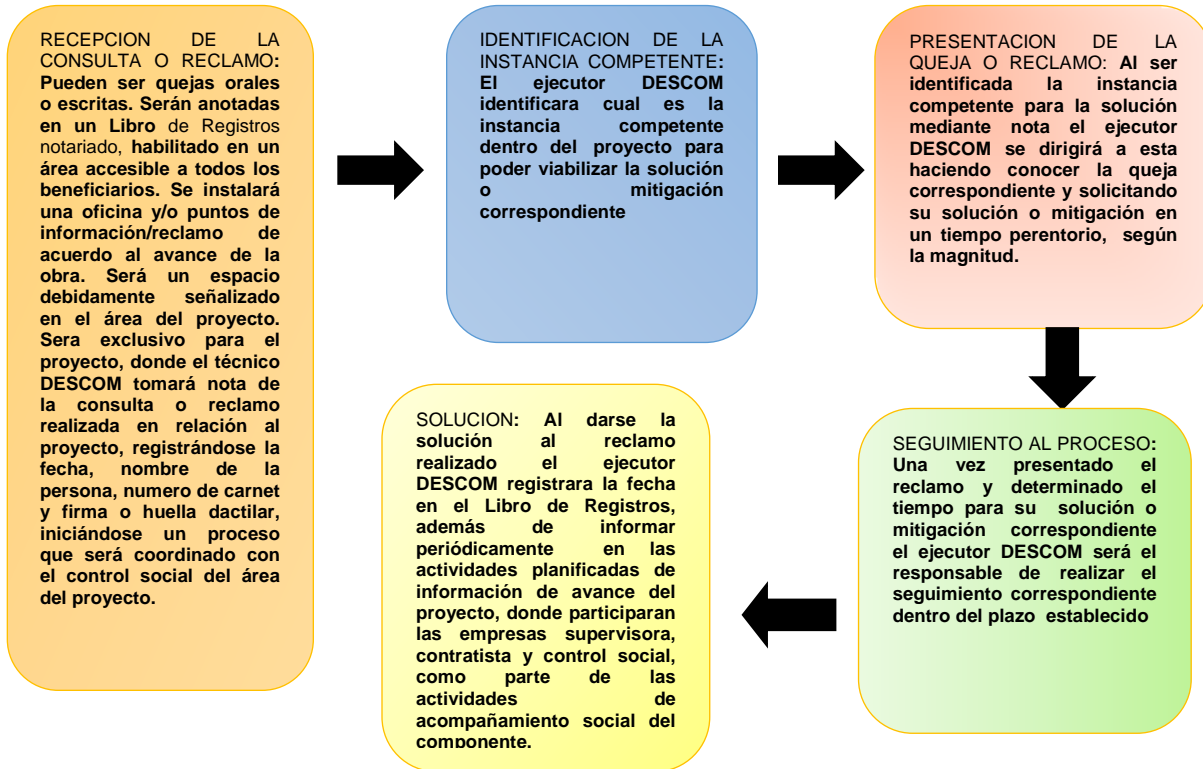 RECEPCION DE LA
CONSULTA O RECLAMO:
Pueden ser quejas orales
o escritas. Serán anotadas
en un Libro de Registros
notariado, habilitado en un
área accesible a todos los
beneficiarios. Se instalará
una oficina y/o puntos de
información/reclamo de
acuerdo al avance de la
obra. Será un espacio
debidamente señalizado
en el área del proyecto.
Sera exclusivo para el
proyecto, donde el técnico
DESCOM tomará nota de
la consulta o reclamo
realizada en relación al
proyecto, registrándose la
fecha, nombre de la
persona, numero de carnet
y firma o huella dactilar,
iniciándose un proceso
que será coordinado con
el control social del área
del proyecto.
IDENTIFICACION DE LA
INSTANCIA COMPETENTE:
El ejecutor DESCOM
identificara cual es la
instancia competente
dentro del proyecto para
poder viabilizar la solución
o mitigación
correspondiente
PRESENTACION DE LA
QUEJA O RECLAMO: Al ser
identificada la instancia
competente para la solución
mediante nota el ejecutor
DESCOM se dirigirá a esta
haciendo conocer la queja
correspondiente y solicitando
su solución o mitigación en
un tiempo perentorio, según
la magnitud.
SEGUIMIENTO AL PROCESO:
Una vez presentado el
reclamo y determinado el
tiempo para su solución o
mitigación correspondiente
el ejecutor DESCOM será el
responsable de realizar el
seguimiento correspondiente
dentro del plazo establecido
SOLUCION: Al darse la
solución al reclamo
realizado el ejecutor
DESCOM registrara la fecha
en el Libro de Registros,
además de informar
periódicamente en las
actividades planificadas de
información de avance del
proyecto, donde participaran
las empresas supervisora,
contratista y control social,
como parte de las
actividades de
acompañamiento social del
componente.